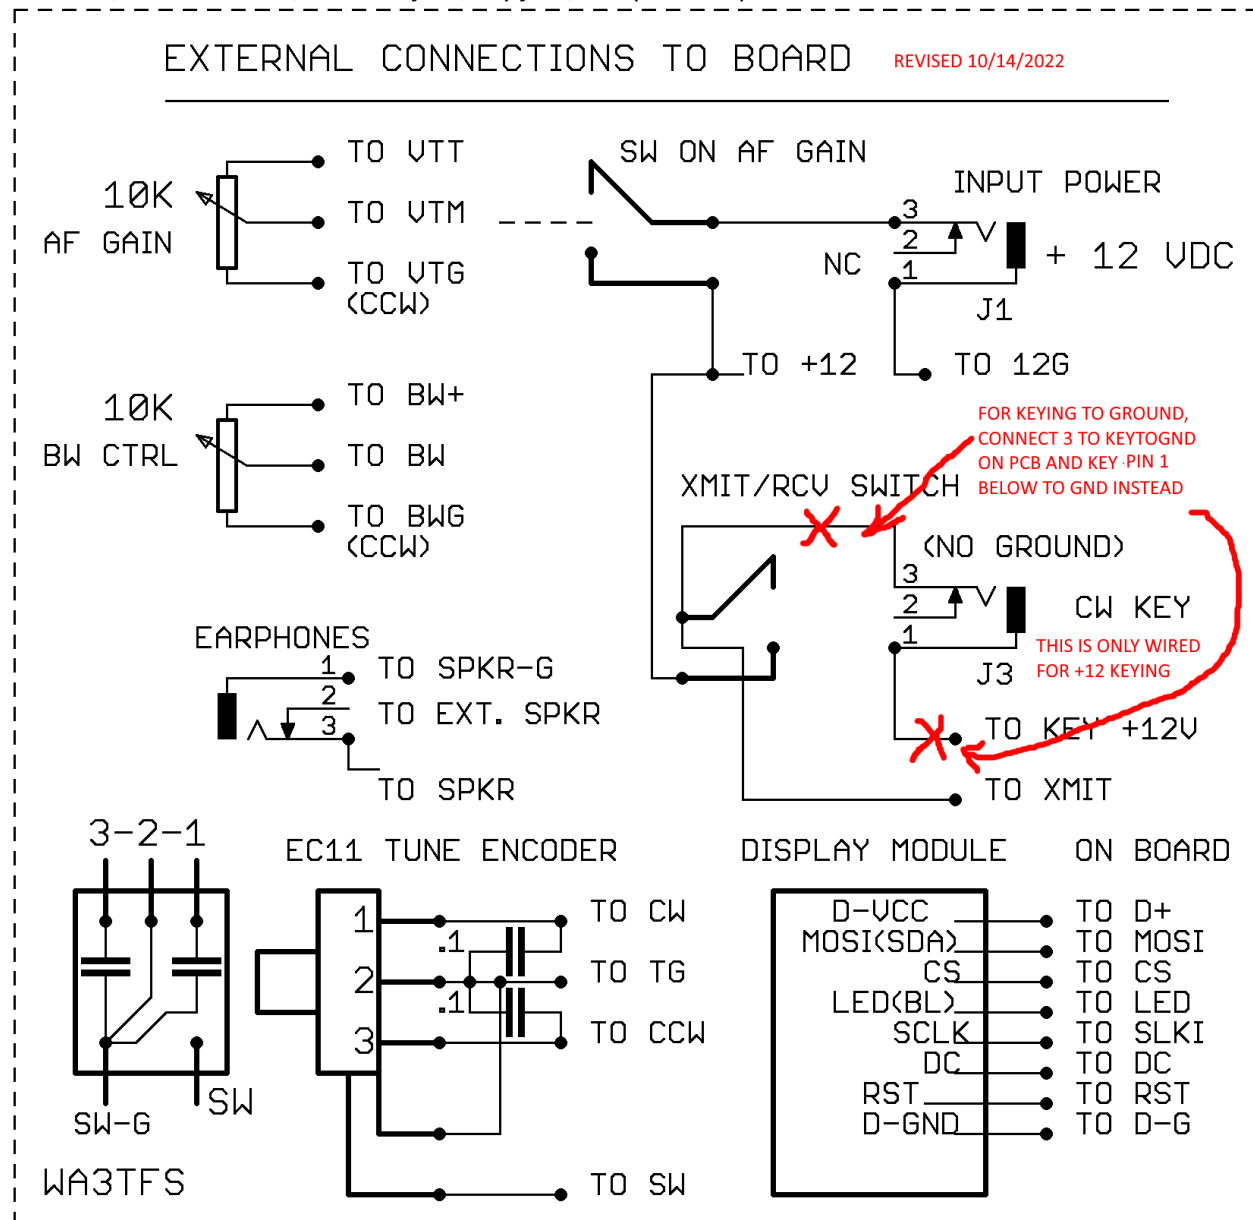 EXTERNAL CONNECTIONS TO BOARD
REVISED 10/14/2022
TO VTT
10K
TO VTM
AF GAIN
TO VTG
(CCW)
SW ON AF GAIN
INPUT POWER
3
2
NC
1
+ 12 VDC
J1
TO +12
TO 12G
TO BW+
10K
TO BW
BW CTRL
TO BWG
(CCW)
FOR KEYING TO GROUND,
CONNECT 3 TO KEYTOGND
ON PCB AND KEY PIN 1
BELOW TO GND INSTEAD
XMIT/RCV SWITCH
(NO GROUND)
3
2
CW KEY
1
J3
THIS IS ONLY WIRED
FOR +12 KEYING
TO KEY +12V
TO XMIT
EARPHONES
1
TO SPKR-G
2
TO EXT. SPKR
3
TO SPKR
3-2-1
SW-G
SW
WA3TFS
EC11 TUNE ENCODER
1
TO CW
.1
2
TO TG
.1
3
TO CCW
TO SW
DISPLAY MODULE
ON BOARD
D-VCC
TO D+
MOSI(SDA)
TO MOSI
CS
TO CS
LED(BL)
TO LED
SCLK
TO SLKI
DC
TO DC
RST
TO RST
D-GND
TO D-G